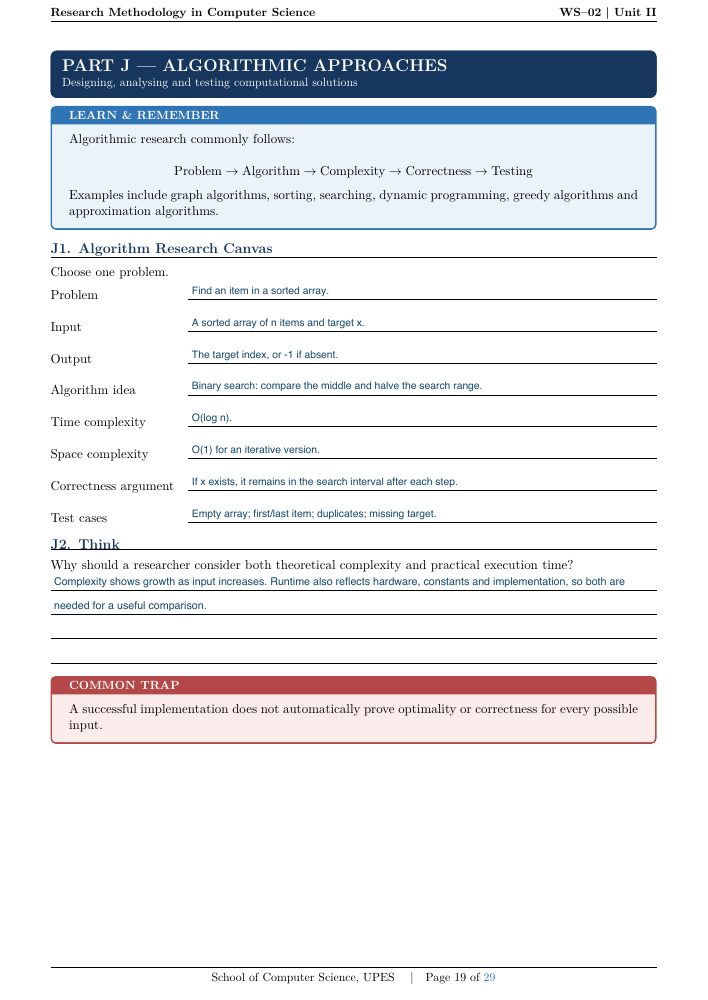 Research Methodology in Computer Science WS–02 | Unit II
PART J — ALGORITHMIC APPROACHES
Designing, analysing and testing computational solutions
LEARN & REMEMBER
Algorithmic research commonly follows:
Problem → Algorithm → Complexity → Correctness → Testing
Examples include graph algorithms, sorting, searching, dynamic programming, greedy algorithms and
approximation algorithms.
J1. Algorithm Research Canvas
Choose one problem.
Problem Find an item in a sorted array.
Input A sorted array of n items and target x.
Output The target index, or -1 if absent.
Algorithm idea Binary search: compare the middle and halve the search range.
Time complexity O(log n).
Space complexity O(1) for an iterative version.
Correctness argument If x exists, it remains in the search interval after each step.
Test cases Empty array; first/last item; duplicates; missing target.
J2. Think
Why should a researcher consider both theoretical complexity and practical execution time?
Complexity shows growth as input increases. Runtime also reflects hardware, constants and implementation, so both are
needed for a useful comparison.
COMMON TRAP
A successful implementation does not automatically prove optimality or correctness for every possible
input.
School of Computer Science, UPES | Page 19 of 29